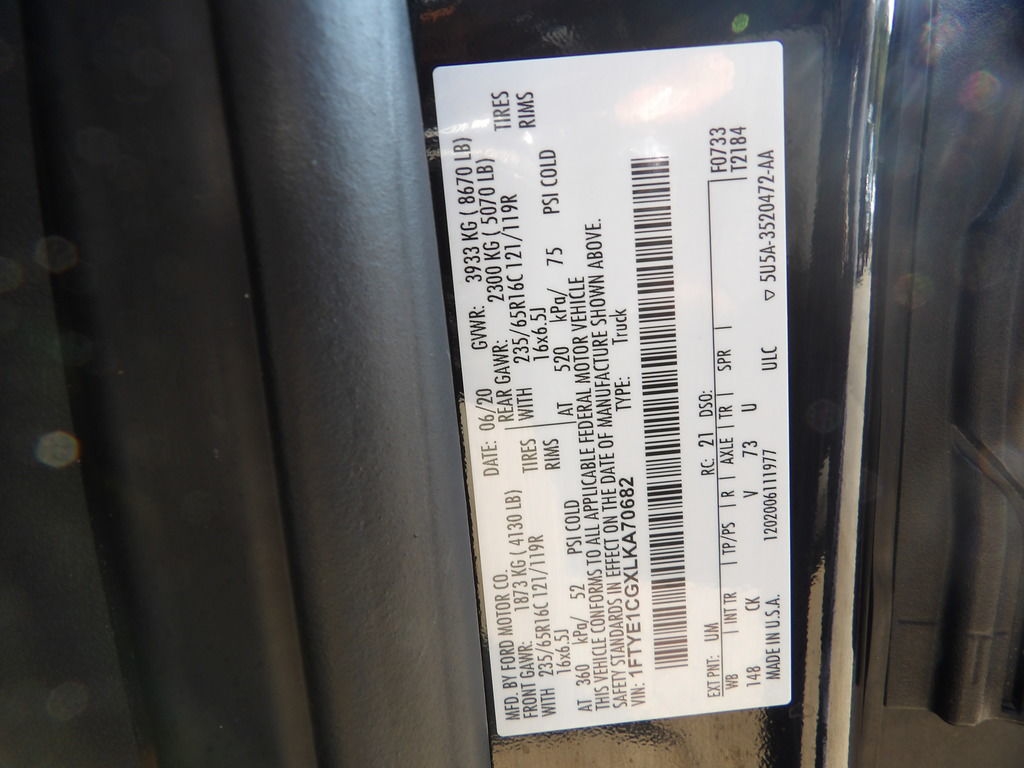 MFD. BY FORD MOTOR CO. DATE: 06/20 GVWR: 3933 KG ( 8670 LB)
FRONT GAWR: 1873 KG ( 4130 LB) REAR GAWR: 2300 KG ( 5070 LB)
WITH 235/65R16C 121/119R TIRES WITH 235/65R16C 121/119R TIRES
16x6.5J RIMS 16x6.5J RIMS
AT 360 kPa/ 52 PSI COLD AT 520 kPa/ 75 PSI COLD
THIS VEHICLE CONFORMS TO ALL APPLICABLE FEDERAL MOTOR VEHICLE
SAFETY STANDARDS IN EFFECT ON THE DATE OF MANUFACTURE SHOWN ABOVE.
VIN: 1FTYE1CGXLKA70682 TYPE: Truck
EXT PNT: UM RC: 21 DSO: F0733
WB INT TR TP/PS R AXLE TR SPR T2184
148 CK V 73 U
MADE IN U.S.A. 1202006111977 ULC ▽ 5U5A-3520472-AA